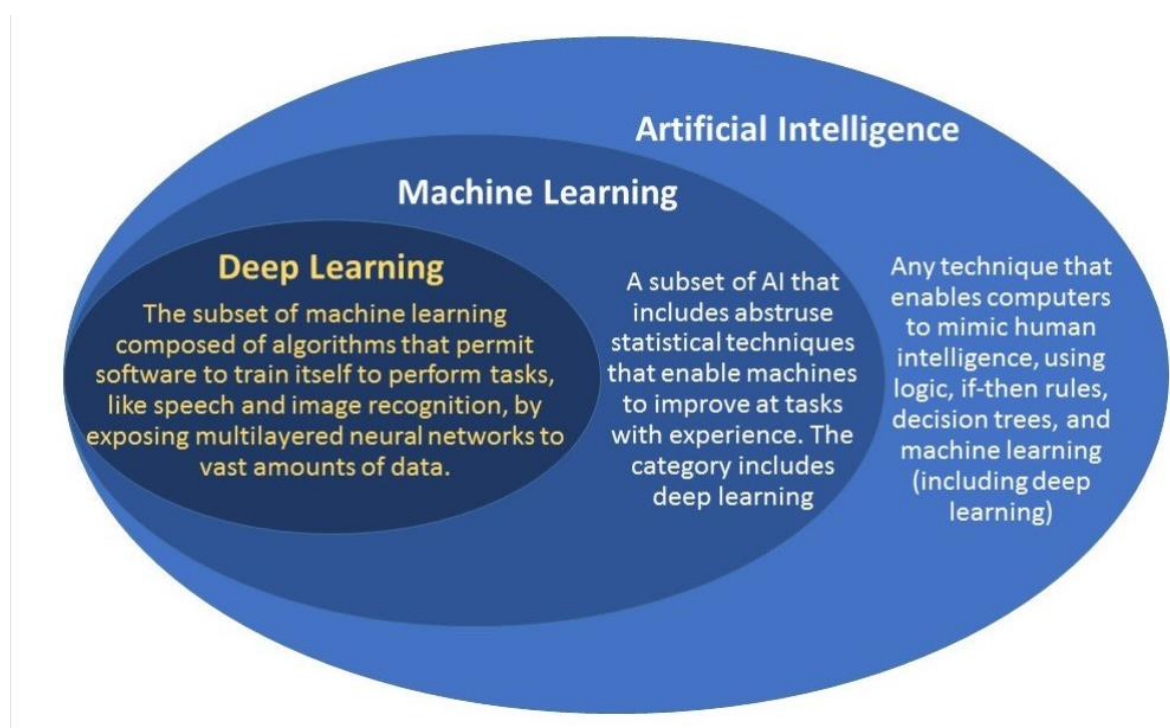 Artificial Intelligence
Machine Learning
Deep Learning
The subset of machine learning
composed of algorithms that permit
software to train itself to perform tasks,
like speech and image recognition, by
exposing multilayered neural networks to
vast amounts of data.
A subset of AI that
includes abstruse
statistical techniques
that enable machines
to improve at tasks
with experience. The
category includes
deep learning
Any technique that
enables computers
to mimic human
intelligence, using
logic, if-then rules,
decision trees, and
machine learning
(including deep
learning)